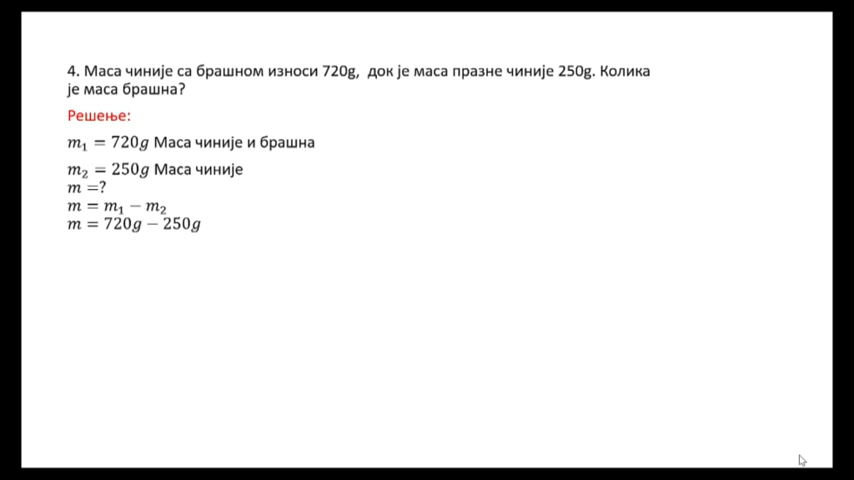 4. Маса чиније са брашном износи 720g, док је маса празне чиније 250g. Колика
је маса брашна?
Решење:
m₁ = 720g Маса чиније и брашна
m₂ = 250g Маса чиније
m =?
m = m₁ − m₂
m = 720g − 250g